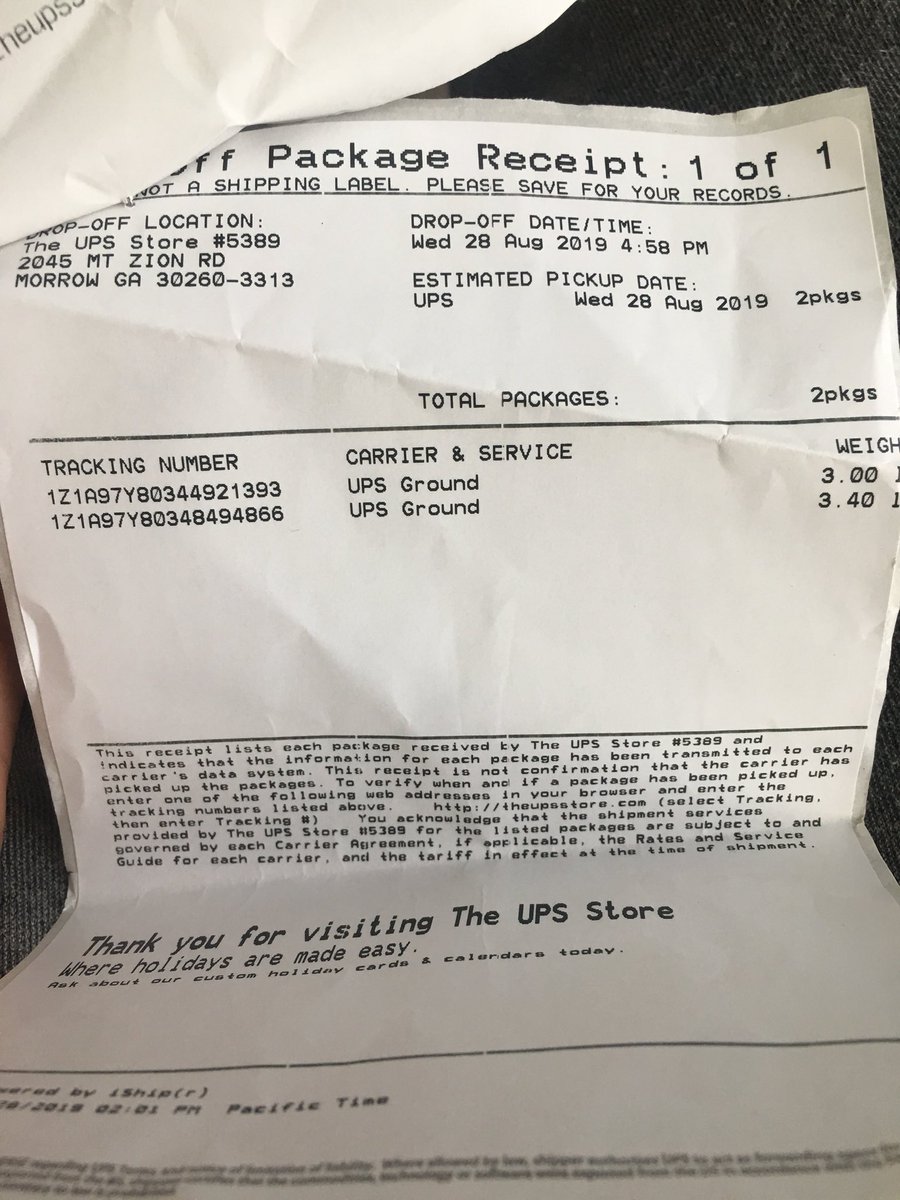 heups
off Package Receipt: 1 of 1
NOT A SHIPPING LABEL. PLEASE SAVE FOR YOUR RECORDS.
DROP-OFF LOCATION:
The UPS Store #5389
2045 MT ZION RD
MORROW GA 30260-3313
DROP-OFF DATE/TIME:
Wed 28 Aug 2019 4:58 PM
ESTIMATED PICKUP DATE:
UPS Wed 28 Aug 2019 2pkgs
TOTAL PACKAGES: 2pkgs
TRACKING NUMBER CARRIER & SERVICE WEIGH
1Z1A97Y80344921393 UPS Ground 3.00 l
1Z1A97Y80348494866 UPS Ground 3.40 l
This receipt lists each package received by The UPS Store #5389 and
indicates that the information for each package has been transmitted to each
carrier's data system. This receipt is not confirmation that the carrier has
picked up the packages. To verify when and if a package has been picked up,
enter one of the following web addresses in your browser and enter the
tracking numbers listed above. http://theupsstore.com (select Tracking,
then enter Tracking #) You acknowledge that the shipment services
provided by The UPS Store #5389 for the listed packages are subject to and
governed by each Carrier Agreement, if applicable, the Rates and Service
Guide for each carrier, and the tariff in effect at the time of shipment.
Thank you for visiting The UPS Store
Where holidays are made easy.
Ask about our custom holiday cards & calendars today.
wered by iShip(r)
28/2019 02:01 PM Pacific Time